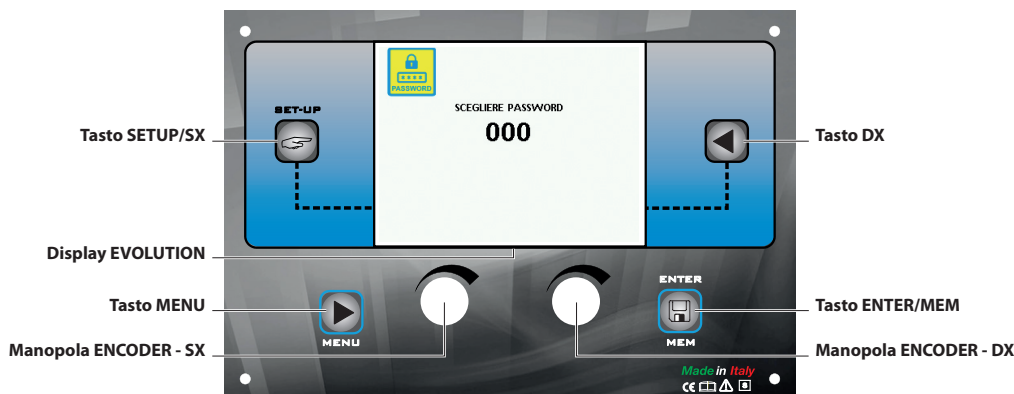 PASSWORD
SCEGLIERE PASSWORD
000
SET-UP
Tasto SETUP/SX
Tasto DX
Display EVOLUTION
ENTER
Tasto MENU
Tasto ENTER/MEM
MENU
MEM
Manopola ENCODER - SX
Manopola ENCODER - DX
Made in Italy
CE